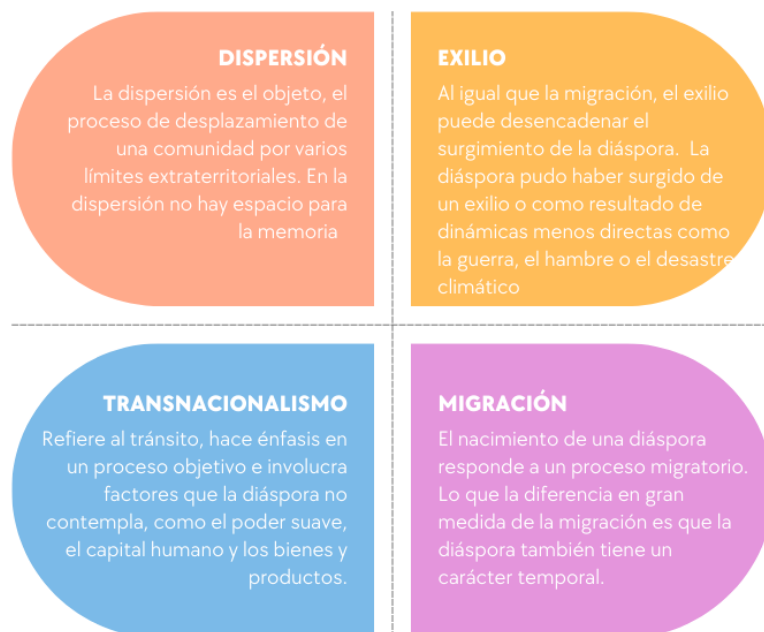 DISPERSIÓN
La dispersión es el objeto, el
proceso de desplazamiento de
una comunidad por varios
límites extraterritoriales. En la
dispersión no hay espacio para
la memoria
EXILIO
Al igual que la migración, el exilio
puede desencadenar el
surgimiento de la diáspora. La
diáspora pudo haber surgido de
un exilio o como resultado de
dinámicas menos directas como
la guerra, el hambre o el desastre
climático
TRANSNACIONALISMO
Refiere al tránsito, hace énfasis en
un proceso objetivo e involucra
factores que la diáspora no
contempla, como el poder suave,
el capital humano y los bienes y
productos.
MIGRACIÓN
El nacimiento de una diáspora
responde a un proceso migratorio.
Lo que la diferencia en gran
medida de la migración es que la
diáspora también tiene un
carácter temporal.